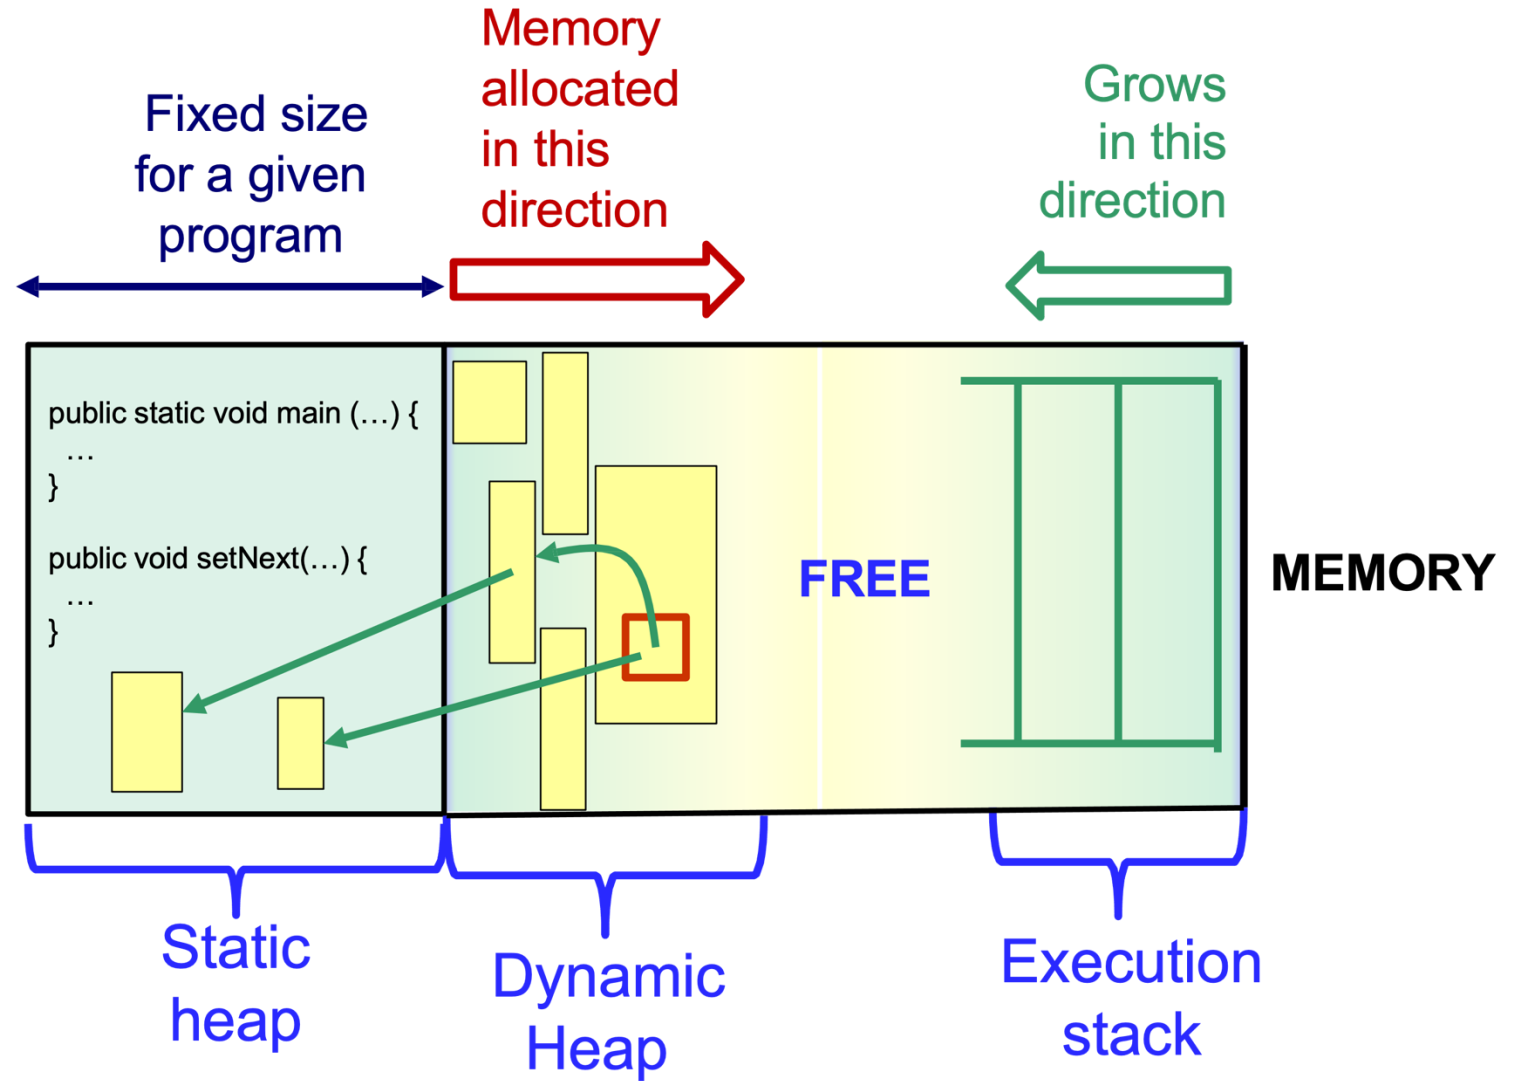 Memory
allocated
in this
direction
Fixed size
for a given
program
Grows
in this
direction
public static void main (…) {
…
}
public void setNext(…) {
…
}
FREE
MEMORY
Static
heap
Dynamic
Heap
Execution
stack